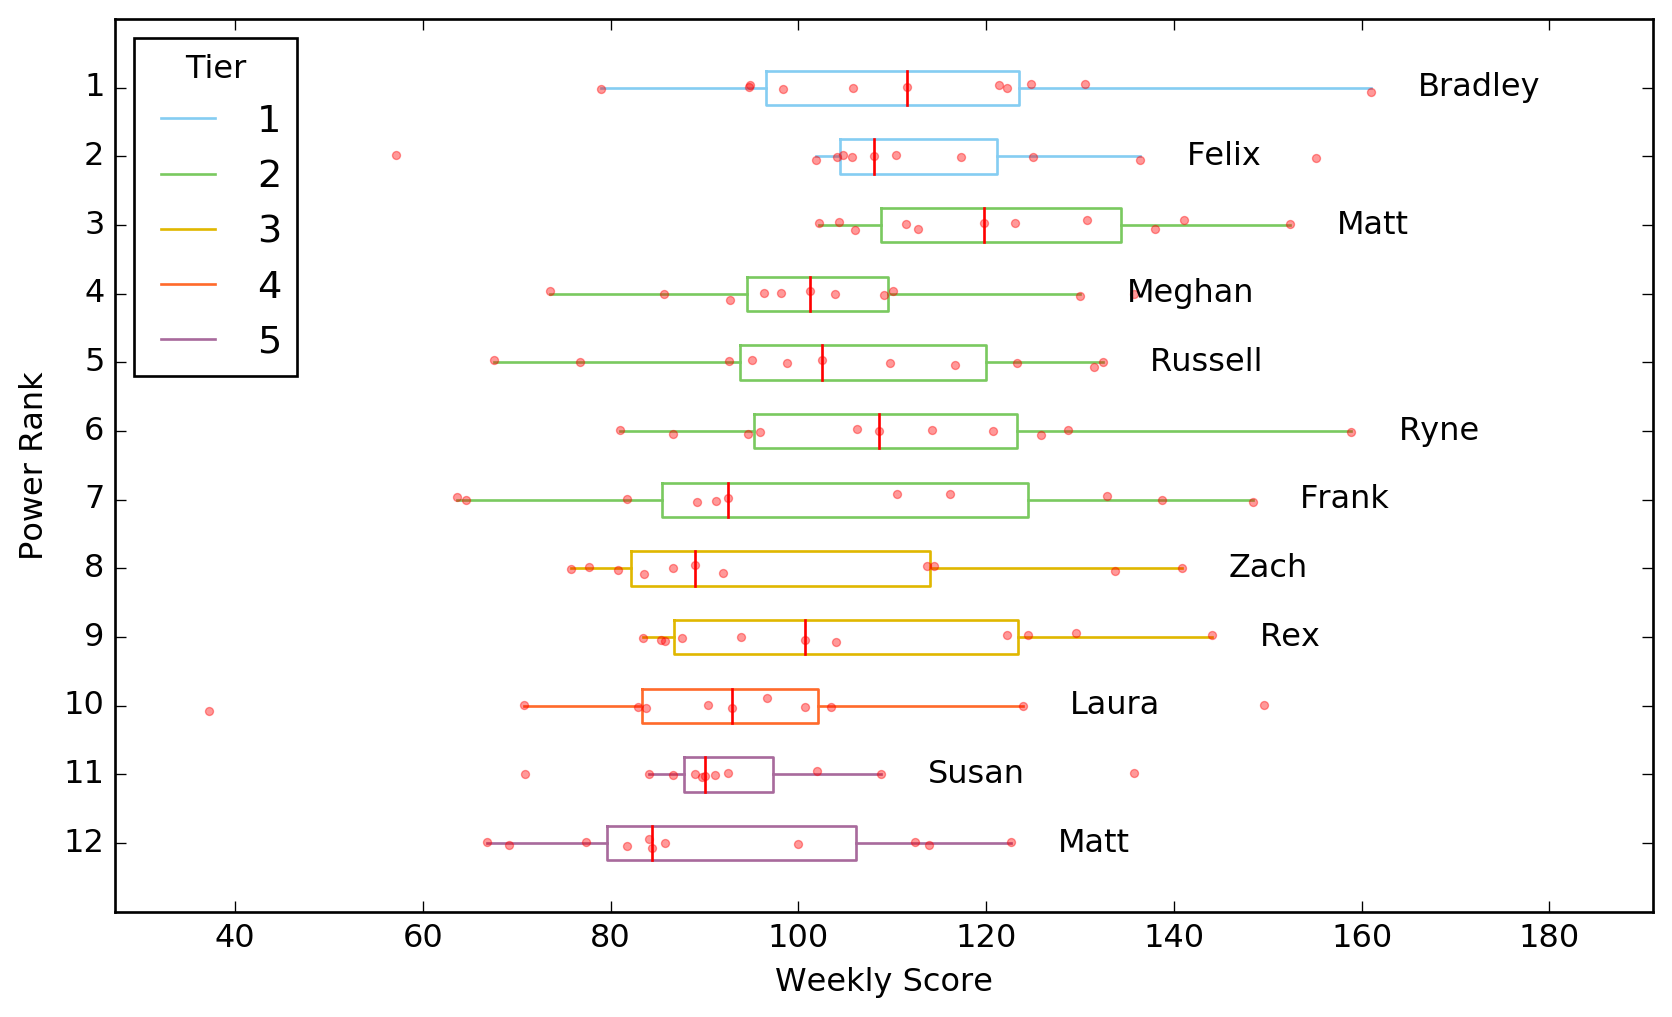 Tier
1
2
3
4
5
Power Rank
1 Bradley
2 Felix
3 Matt
4 Meghan
5 Russell
6 Ryne
7 Frank
8 Zach
9 Rex
10 Laura
11 Susan
12 Matt
40 60 80 100 120 140 160 180
Weekly Score